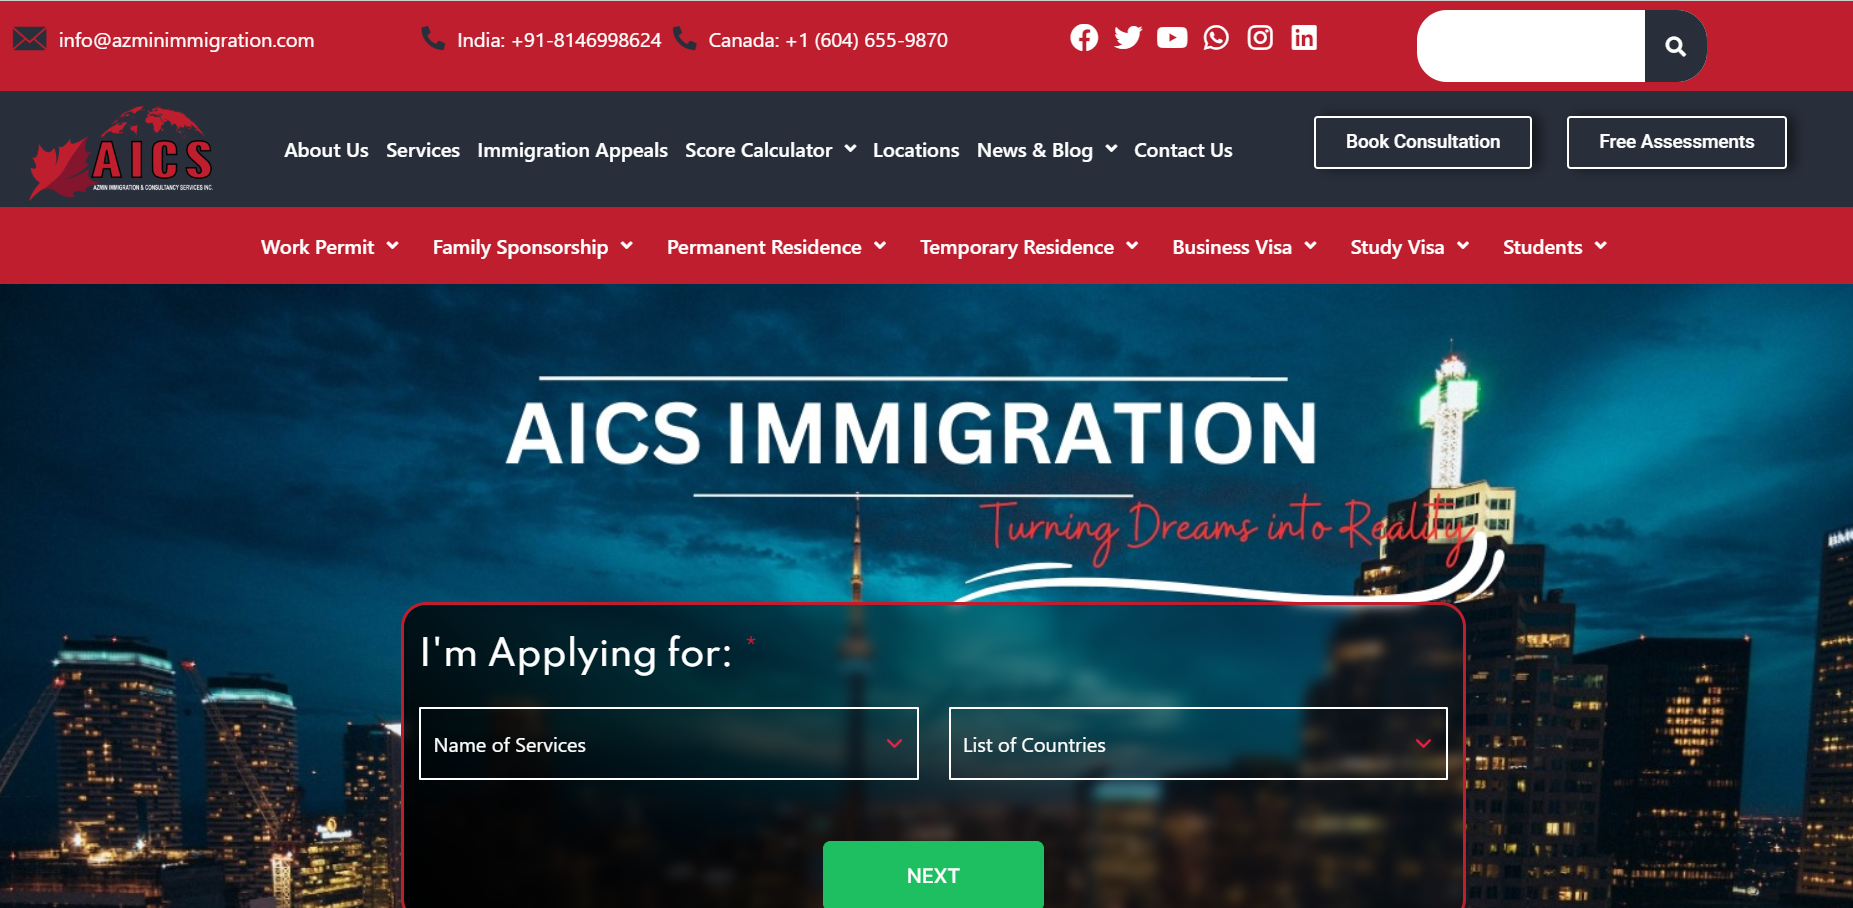 info@azminimmigration.com
India: +91-8146998624
Canada: +1 (604) 655-9870
AICS
AZMIN IMMIGRATION & CONSULTANCY SERVICES INC.
About Us
Services
Immigration Appeals
Score Calculator
Locations
News & Blog
Contact Us
Book Consultation
Free Assessments
Work Permit
Family Sponsorship
Permanent Residence
Temporary Residence
Business Visa
Study Visa
Students
AICS IMMIGRATION
Turning Dreams into Reality
I'm Applying for: *
Name of Services
List of Countries
NEXT